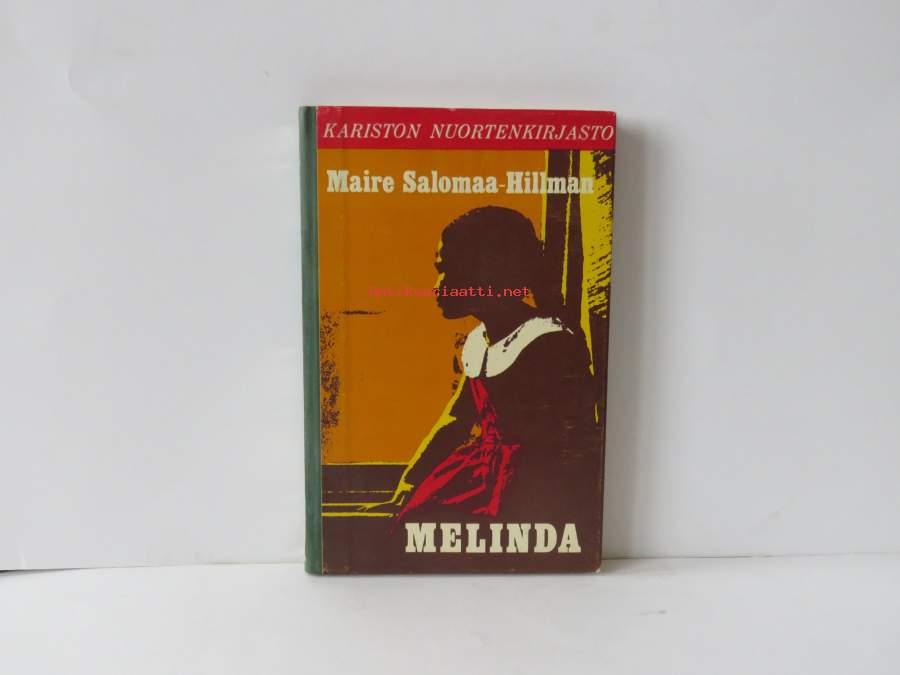 KARISTON NUORTENKIRJASTO
Maire Salomaa-Hillman
antikvariaatti.net
MELINDA